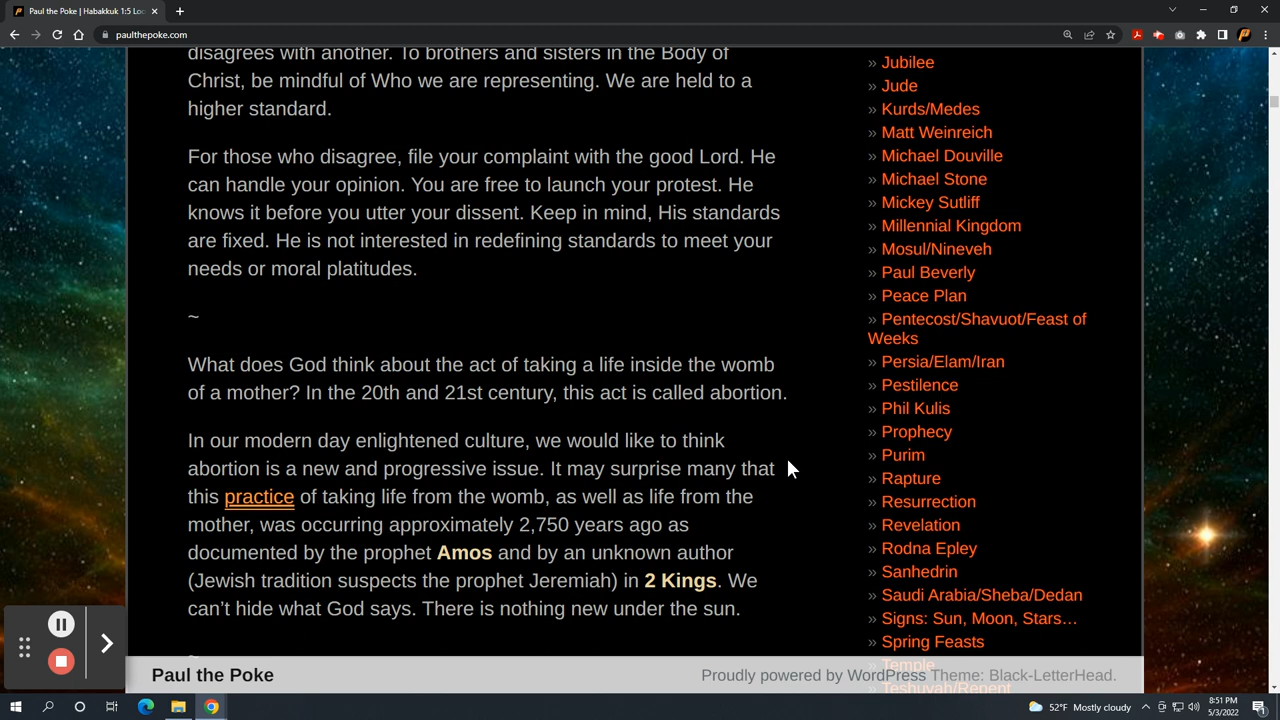 Paul the Poke | Habakkuk 1:5 Loo
paulthepoke.com
disagrees with another. To brothers and sisters in the Body of
Christ, be mindful of Who we are representing. We are held to a
higher standard.
For those who disagree, file your complaint with the good Lord. He
can handle your opinion. You are free to launch your protest. He
knows it before you utter your dissent. Keep in mind, His standards
are fixed. He is not interested in redefining standards to meet your
needs or moral platitudes.
~
What does God think about the act of taking a life inside the womb
of a mother? In the 20th and 21st century, this act is called abortion.
In our modern day enlightened culture, we would like to think
abortion is a new and progressive issue. It may surprise many that
this practice of taking life from the womb, as well as life from the
mother, was occurring approximately 2,750 years ago as
documented by the prophet Amos and by an unknown author
(Jewish tradition suspects the prophet Jeremiah) in 2 Kings. We
can’t hide what God says. There is nothing new under the sun.
» Jubilee
» Jude
» Kurds/Medes
» Matt Weinreich
» Michael Douville
» Michael Stone
» Mickey Sutliff
» Millennial Kingdom
» Mosul/Nineveh
» Paul Beverly
» Peace Plan
» Pentecost/Shavuot/Feast of
Weeks
» Persia/Elam/Iran
» Pestilence
» Phil Kulis
» Prophecy
» Purim
» Rapture
» Resurrection
» Revelation
» Rodna Epley
» Sanhedrin
» Saudi Arabia/Sheba/Dedan
» Signs: Sun, Moon, Stars…
» Spring Feasts
» Temple
» Teshuvah/Repent
Paul the Poke
Proudly powered by WordPress Theme: Black-LetterHead.
52°F Mostly cloudy
8:51 PM
5/3/2022